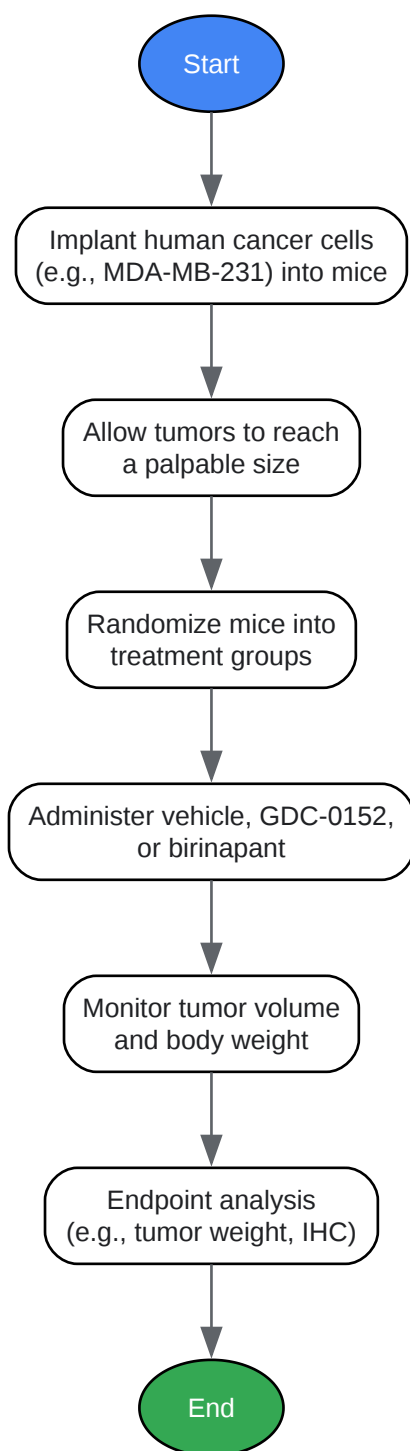 Start
Implant human cancer cells
(e.g., MDA-MB-231) into mice
Allow tumors to reach
a palpable size
Randomize mice into
treatment groups
Administer vehicle, GDC-0152,
or birinapant
Monitor tumor volume
and body weight
Endpoint analysis
(e.g., tumor weight, IHC)
End